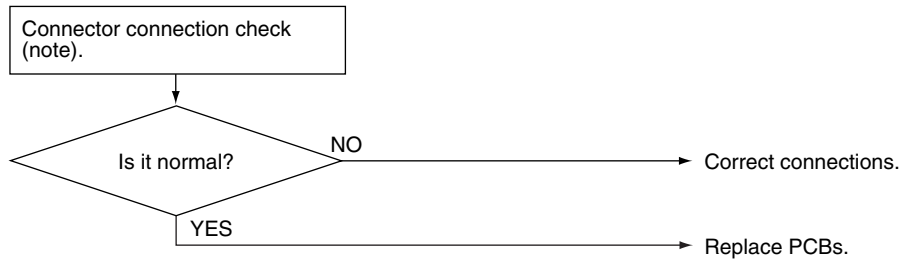 Connector connection check
(note).
Is it normal?
NO
Correct connections.
YES
Replace PCBs.